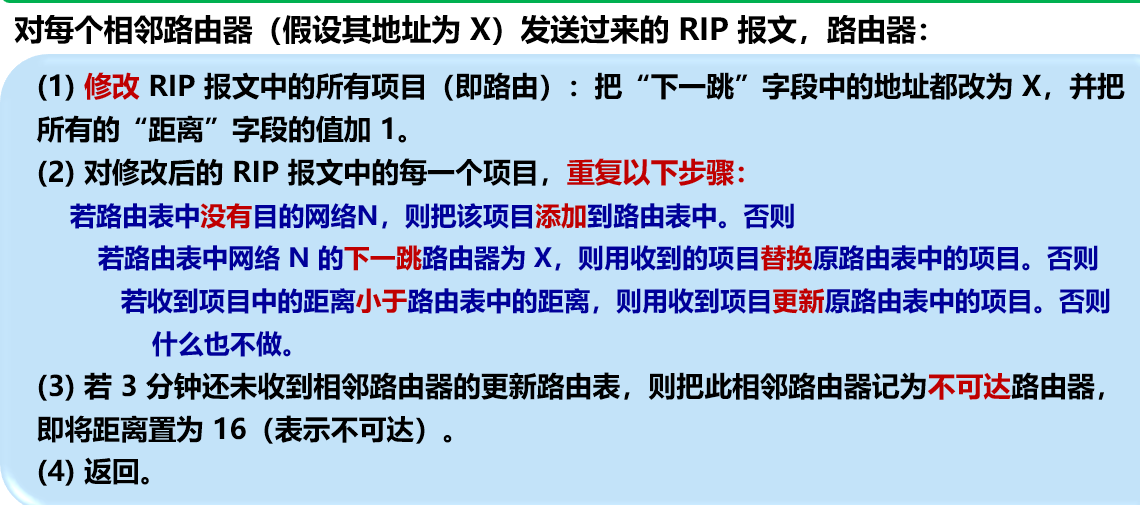 对每个相邻路由器（假设其地址为 X）发送过来的 RIP 报文，路由器：
(1) 修改 RIP 报文中的所有项目（即路由）：把“下一跳”字段中的地址都改为 X，并把
所有的“距离”字段的值加 1。
(2) 对修改后的 RIP 报文中的每一个项目，重复以下步骤：
若路由表中没有目的网络N，则把该项目添加到路由表中。否则
若路由表中网络 N 的下一跳路由器为 X，则用收到的项目替换原路由表中的项目。否则
若收到项目中的距离小于路由表中的距离，则用收到项目更新原路由表中的项目。否则
什么也不做。
(3) 若 3 分钟还未收到相邻路由器的更新路由表，则把此相邻路由器记为不可达路由器，
即将距离置为 16（表示不可达）。
(4) 返回。